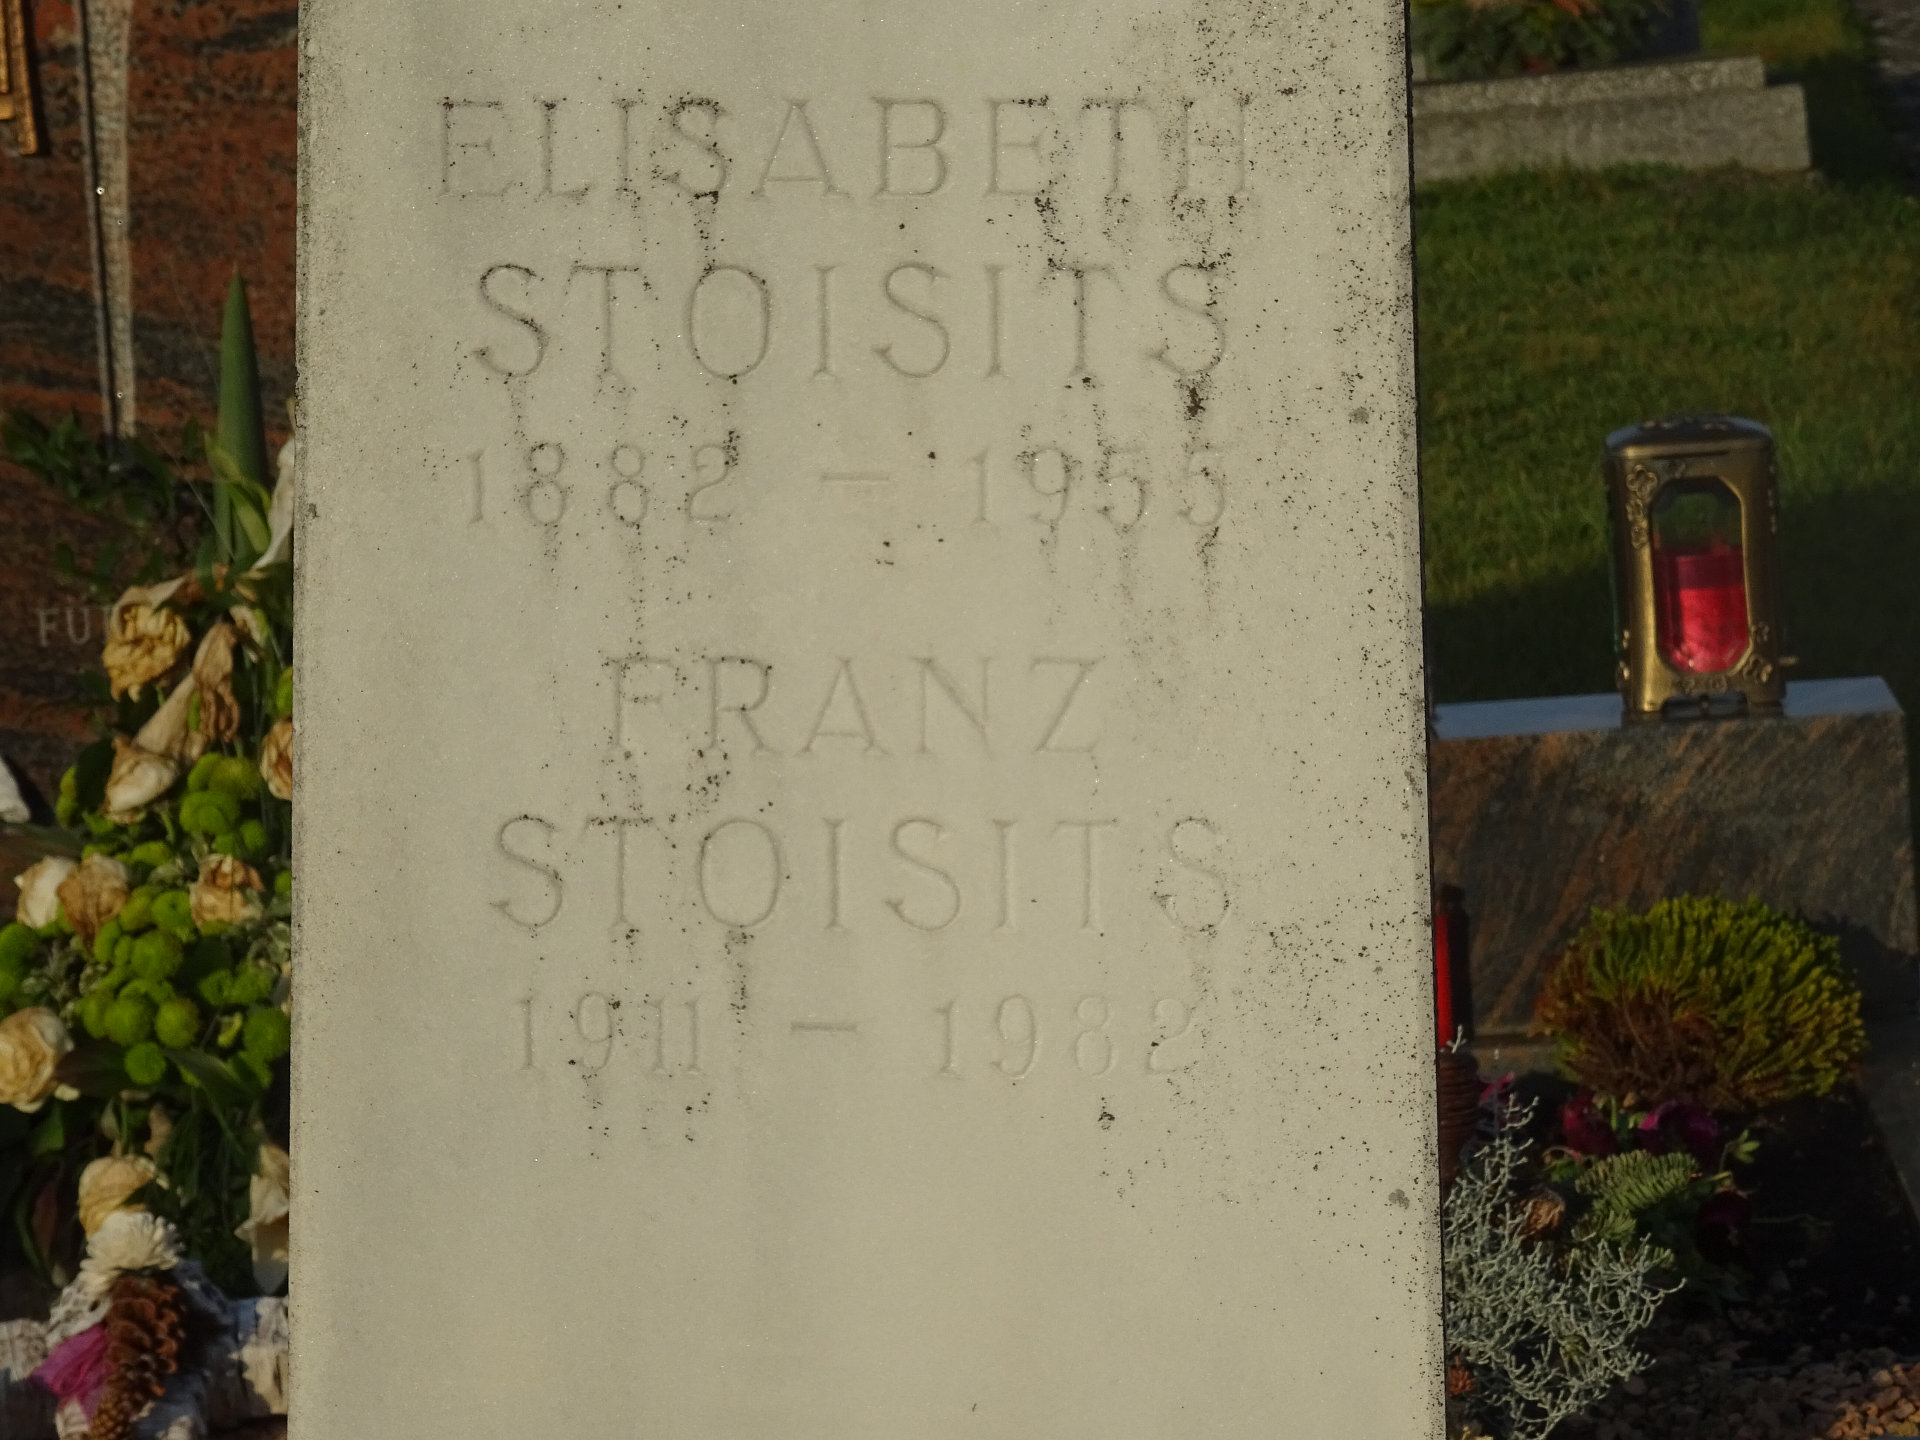 ELISABETH
STOISITS
1882 – 1955
FRANZ
STOISITS
1911 – 1982